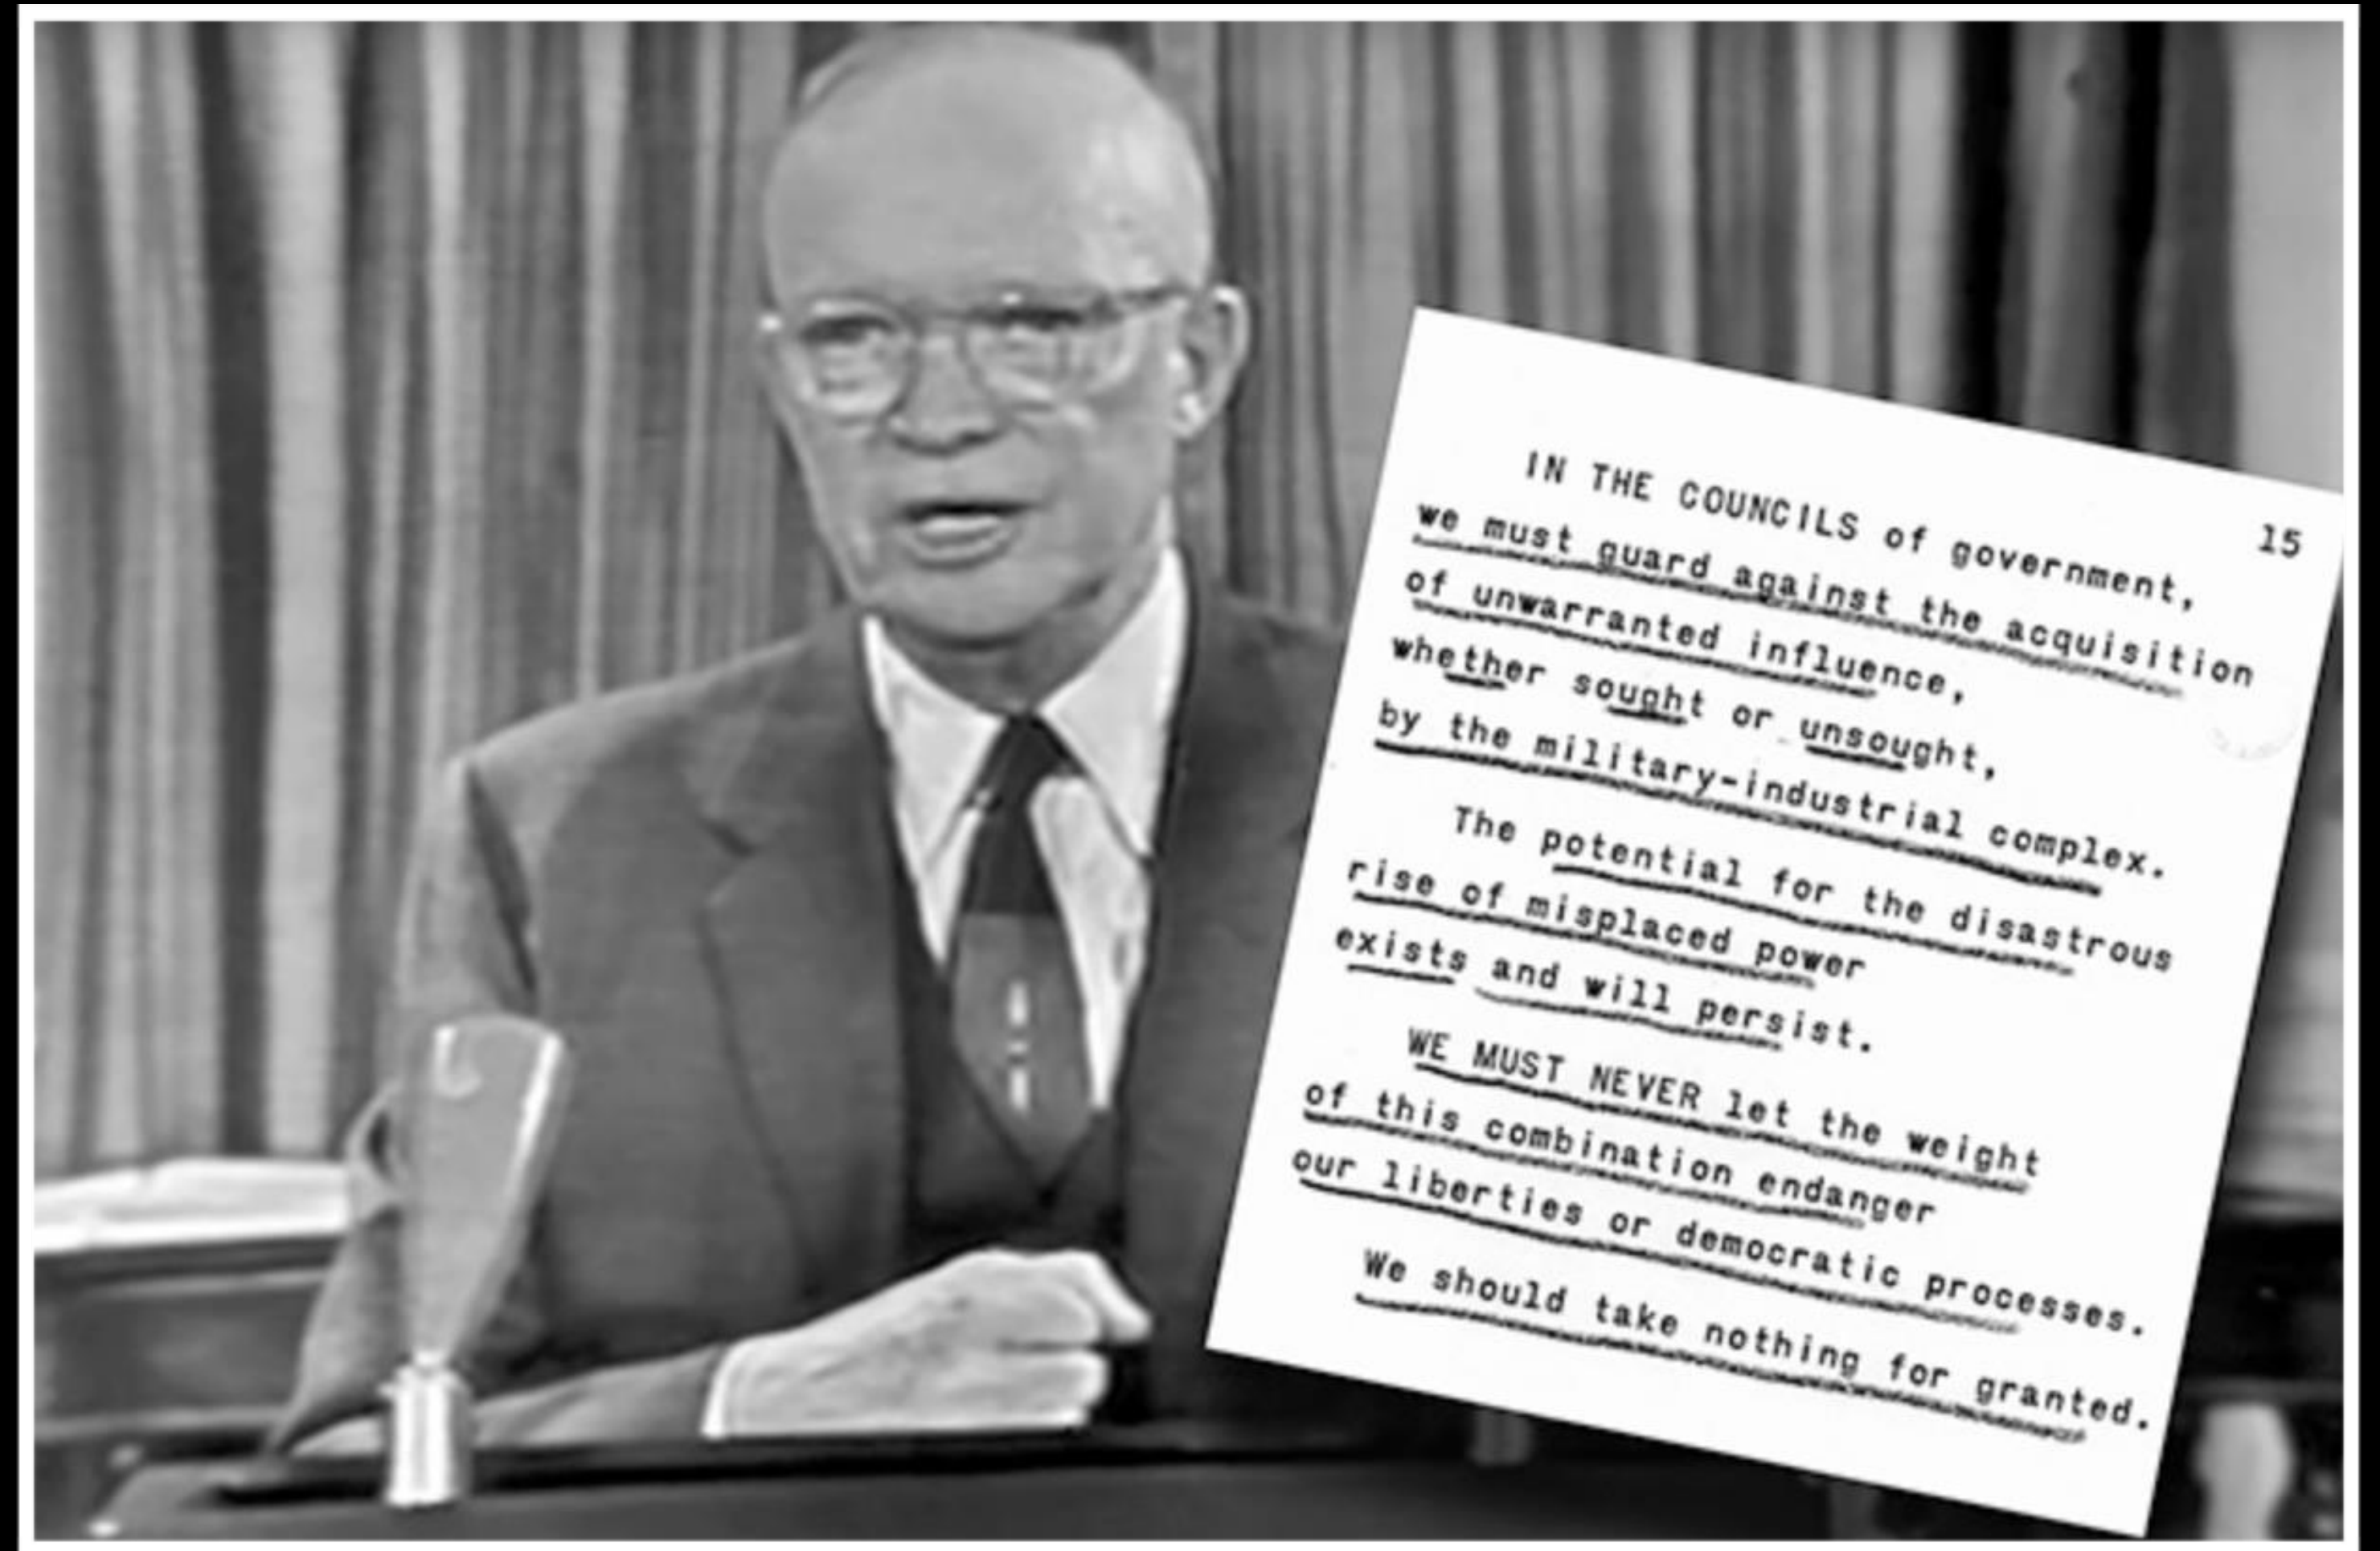 15
IN THE COUNCILS of government,
we must guard against the acquisition
of unwarranted influence,
whether sought or unsought,
by the military-industrial complex.
The potential for the disastrous
rise of misplaced power
exists and will persist.
WE MUST NEVER let the weight
of this combination endanger
our liberties or democratic processes.
We should take nothing for granted.